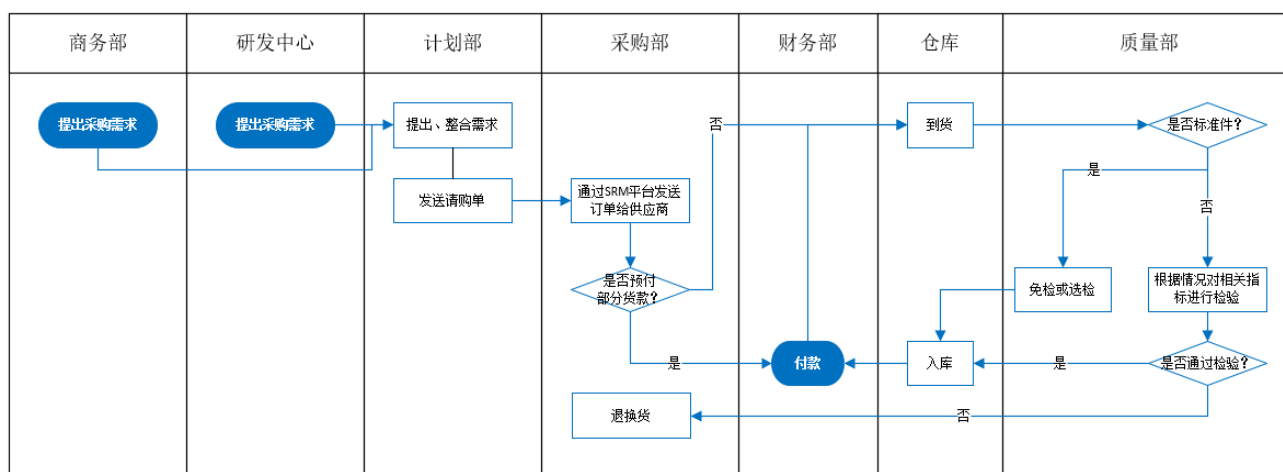 商务部
研发中心
计划部
采购部
财务部
仓库
质量部
提出采购需求
提出采购需求
提出、整合需求
否
到货
是否标准件？
是
发送请购单
通过SRM平台发送
订单给供应商
否
是否预付
部分货款？
免检或选检
根据情况对相关指
标进行检验
是
付款
入库
是
是否通过检验？
退换货
否